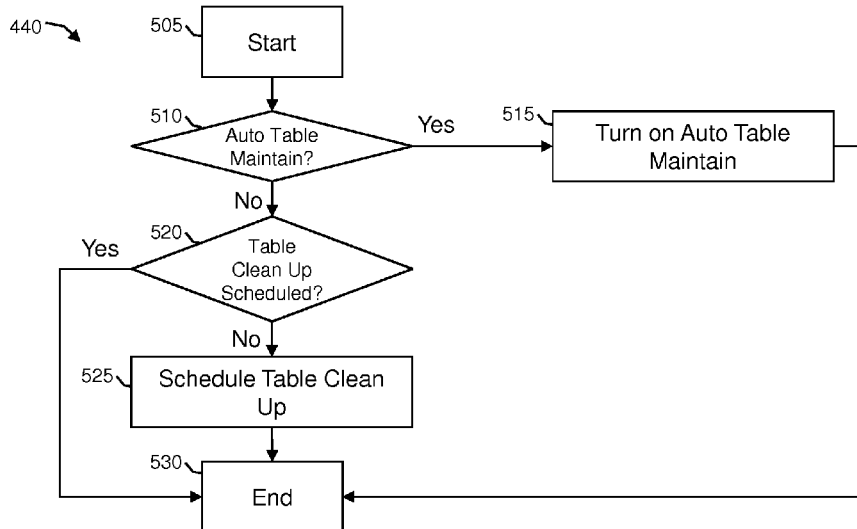 440
505
Start
510
Auto Table
Maintain?
Yes
515
Turn on Auto Table
Maintain
No
520
Yes
Table
Clean Up
Scheduled?
No
525
Schedule Table Clean
Up
530
End